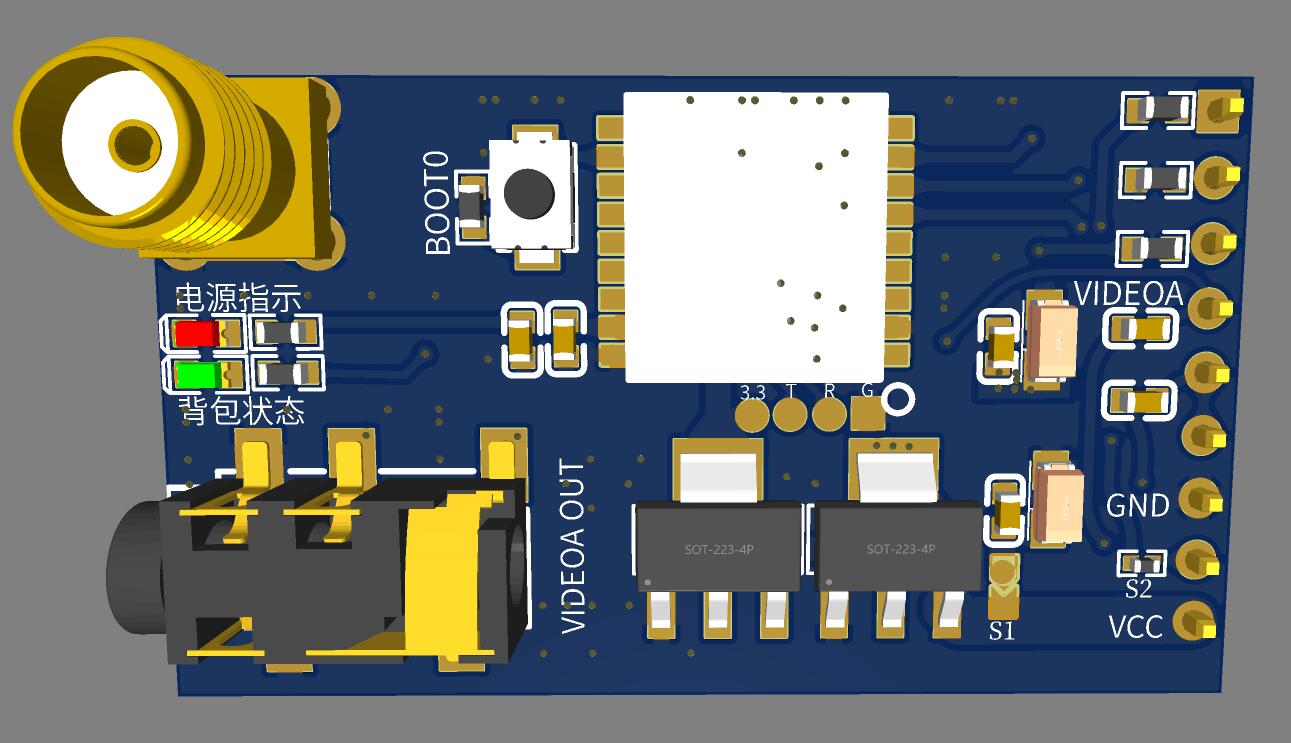 BOOT0
电源指示
背包状态
VIDEOA
3.3 T R G
VIDEOA OUT
SOT-223-4P
SOT-223-4P
GND
S2
S1
VCC